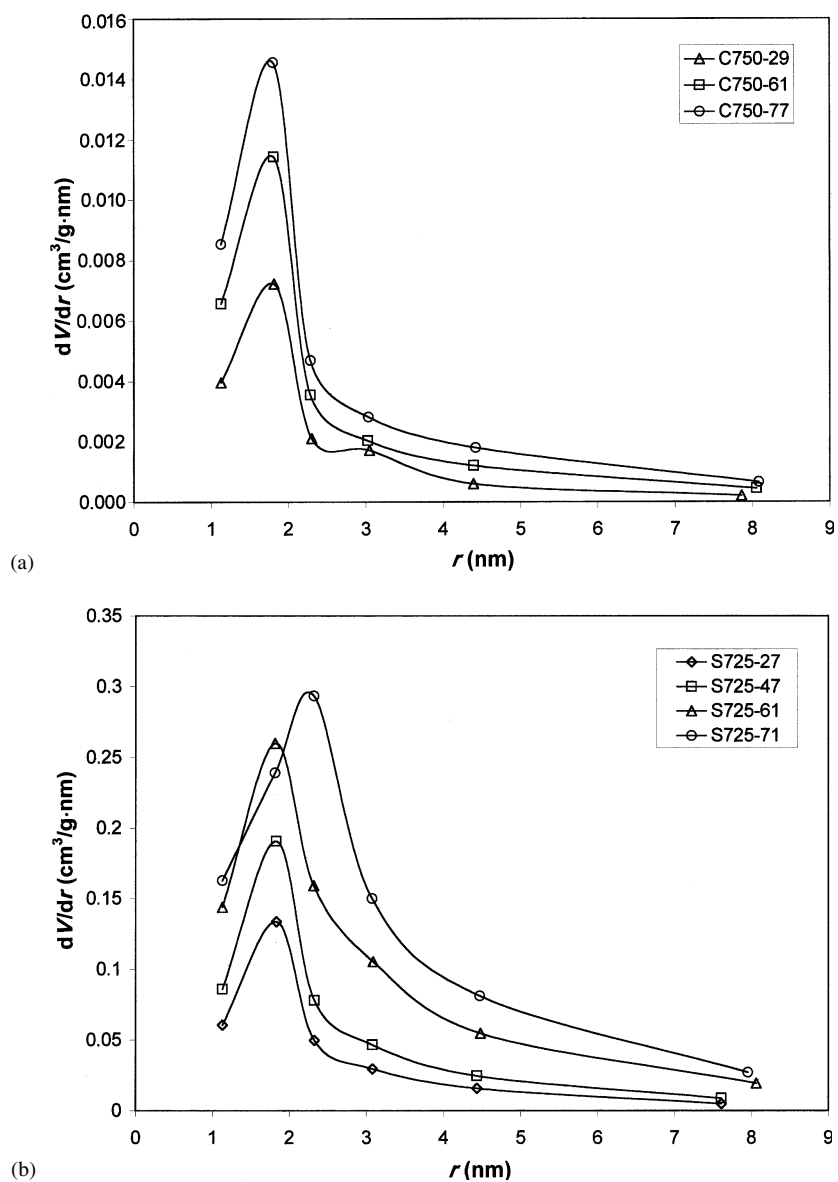 0.016
0.014
0.012
0.010
0.008
0.006
0.004
0.002
0.000
dV/dr (cm³/g·nm)
C750-29
C750-61
C750-77
0 1 2 3 4 5 6 7 8 9
r (nm)
(a)
0.35
0.3
0.25
0.2
0.15
0.1
0.05
0
dV/dr (cm³/g·nm)
S725-27
S725-47
S725-61
S725-71
0 1 2 3 4 5 6 7 8 9
r (nm)
(b)